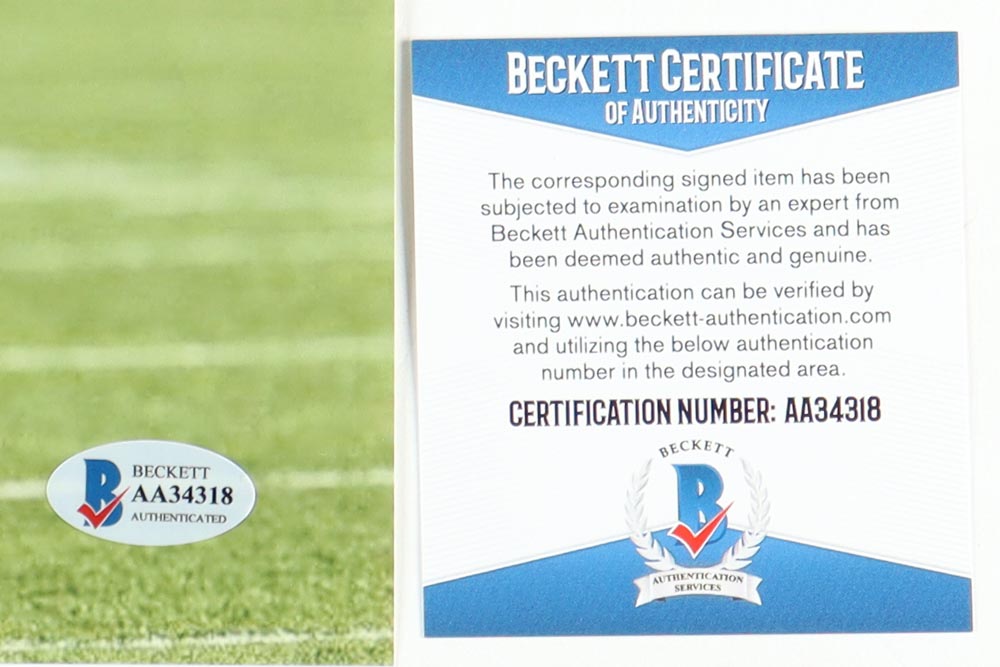 BECKETT
AA34318
AUTHENTICATED
BECKETT CERTIFICATE
OF AUTHENTICITY
The corresponding signed item has been
subjected to examination by an expert from
Beckett Authentication Services and has
been deemed authentic and genuine.
This authentication can be verified by
visiting www.beckett-authentication.com
and utilizing the below authentication
number in the designated area.
CERTIFICATION NUMBER: AA34318
BECKETT
B
AUTHENTICATION
SERVICES